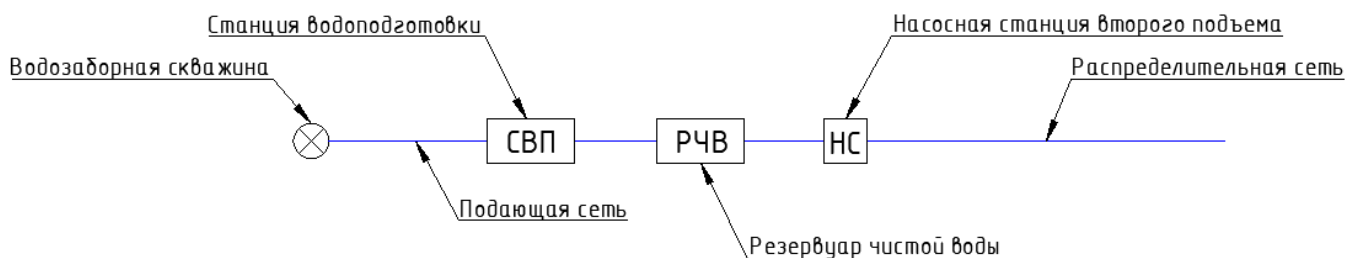 Станция водоподготовки
Насосная станция второго подъема
Водозаборная скважина
Распределительная сеть
СВП
РЧВ
НС
Подающая сеть
Резервуар чистой воды